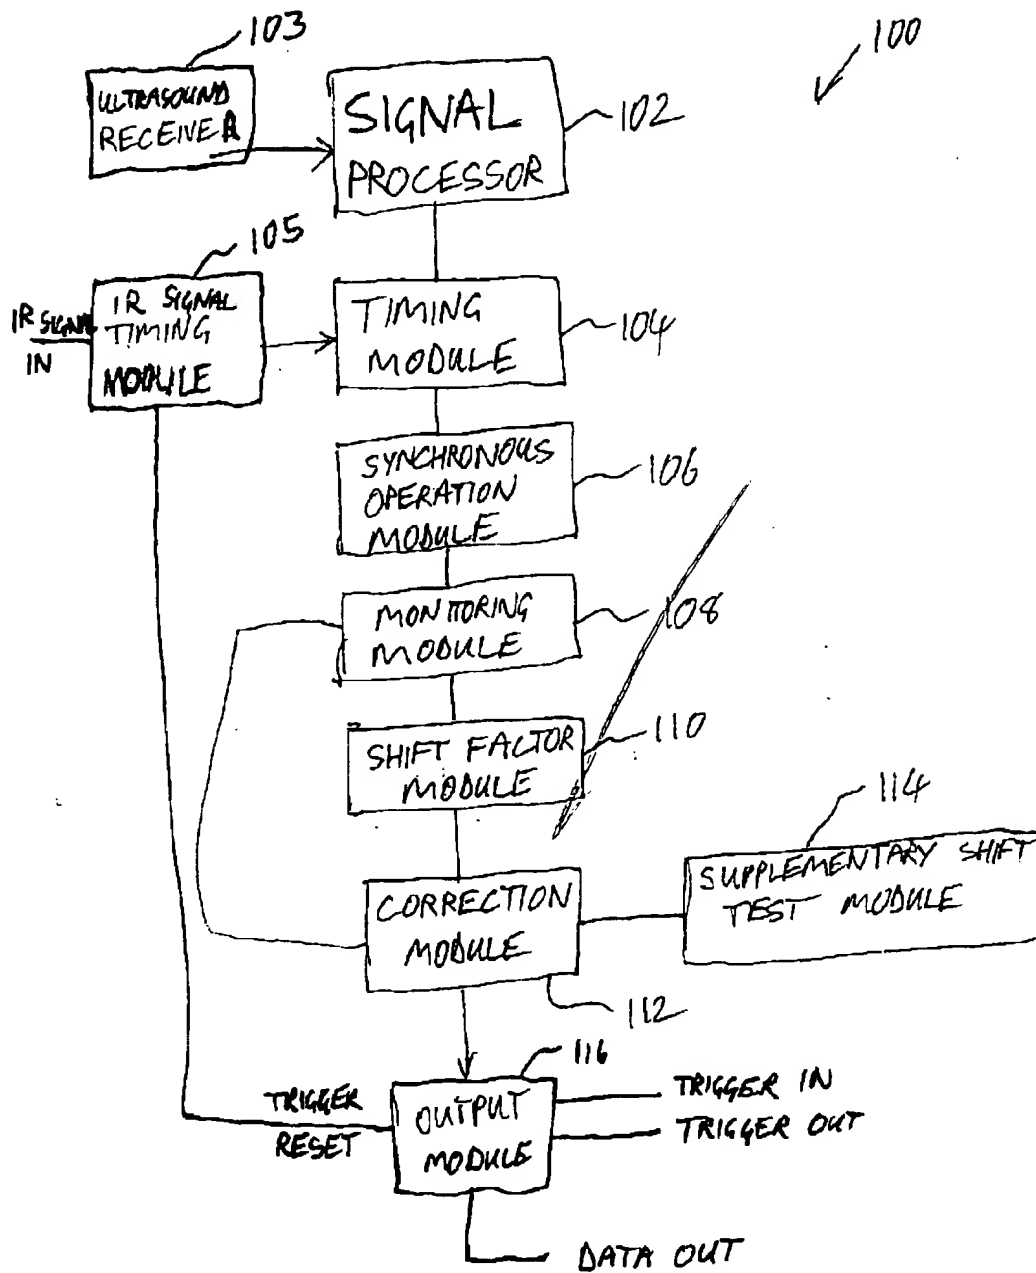 103
100
ULTRASOUND
RECEIVER
SIGNAL
PROCESSOR
102
105
IR SIGNAL
IN
IR SIGNAL
TIMING
MODULE
TIMING
MODULE
104
SYNCHRONOUS
OPERATION
MODULE
106
MONITORING
MODULE
108
SHIFT FACTOR
MODULE
110
114
SUPPLEMENTARY SHIFT
TEST MODULE
CORRECTION
MODULE
112
116
TRIGGER
RESET
OUTPUT
MODULE
TRIGGER IN
TRIGGER OUT
DATA OUT